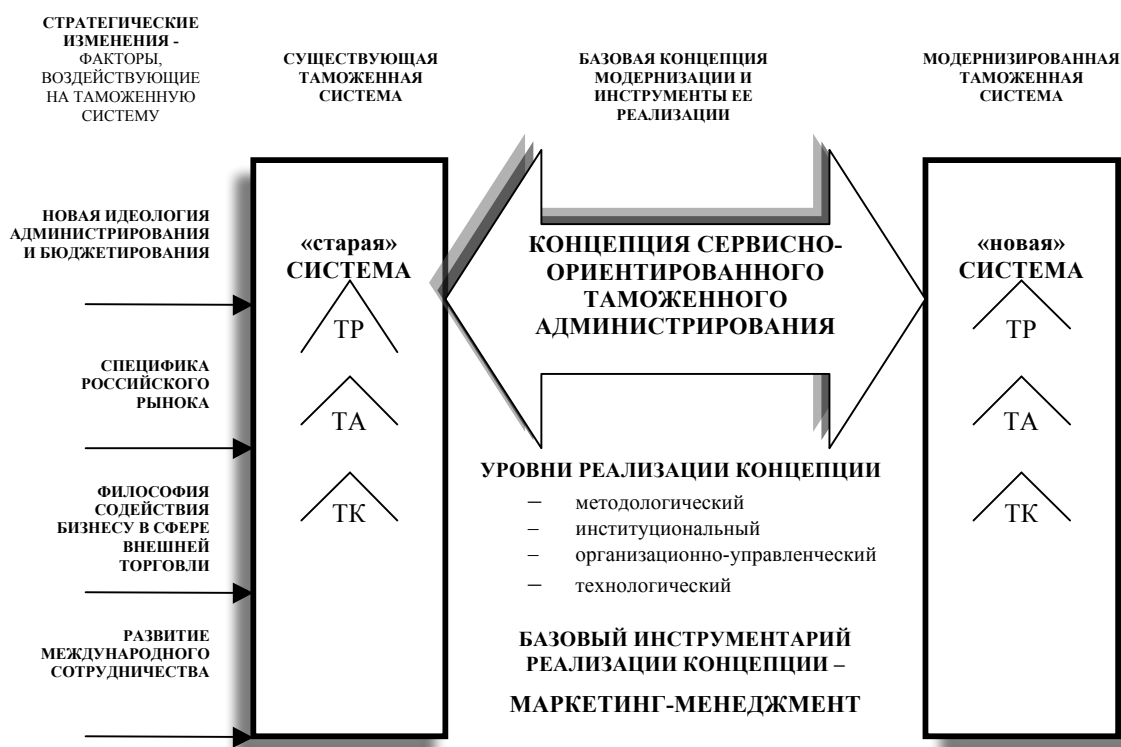 СТРАТЕГИЧЕСКИЕ
ИЗМЕНЕНИЯ -
ФАКТОРЫ,
ВОЗДЕЙСТВУЮЩИЕ
НА ТАМОЖЕННУЮ
СИСТЕМУ
СУЩЕСТВУЮЩАЯ
ТАМОЖЕННАЯ
СИСТЕМА
БАЗОВАЯ КОНЦЕПЦИЯ
МОДЕРНИЗАЦИИ И
ИНСТРУМЕНТЫ ЕЕ
РЕАЛИЗАЦИИ
МОДЕРНИЗИРОВАННАЯ
ТАМОЖЕННАЯ
СИСТЕМА
НОВАЯ ИДЕОЛОГИЯ
АДМИНИСТРИРОВАНИЯ
И БЮДЖЕТИРОВАНИЯ
СПЕЦИФИКА
РОССИЙСКОГО
РЫНОКА
ФИЛОСОФИЯ
СОДЕЙСТВИЯ
БИЗНЕСУ В СФЕРЕ
ВНЕШНЕЙ
ТОРГОВЛИ
РАЗВИТИЕ
МЕЖДУНАРОДНОГО
СОТРУДНИЧЕСТВА
«старая»
СИСТЕМА
ТР
ТА
ТК
КОНЦЕПЦИЯ СЕРВИСНО-
ОРИЕНТИРОВАННОГО
ТАМОЖЕННОГО
АДМИНИСТРИРОВАНИЯ
УРОВНИ РЕАЛИЗАЦИИ КОНЦЕПЦИИ
– методологический
– институциональный
– организационно-управленческий
– технологический
БАЗОВЫЙ ИНСТРУМЕНТАРИЙ
РЕАЛИЗАЦИИ КОНЦЕПЦИИ –
МАРКЕТИНГ-МЕНЕДЖМЕНТ
«новая»
СИСТЕМА
ТР
ТА
ТК